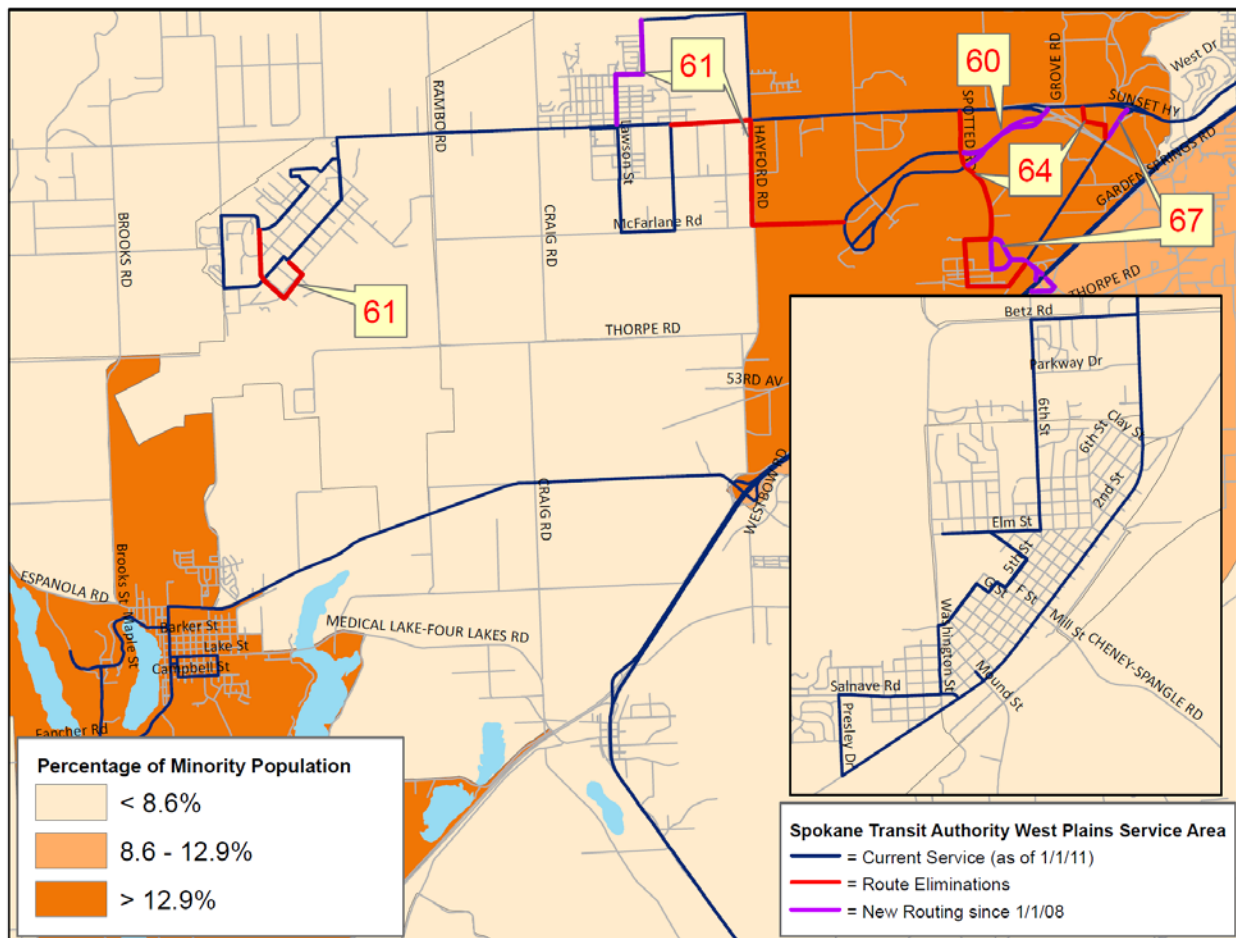 West Dr
60
GROVE RD
61
SUNSET HY
RAMBO RD
SPOTTED RD
Lawson St
HAYFORD RD
64
GARDEN SPRINGS RD
BROOKS RD
CRAIG RD
McFarlane Rd
67
61
THORPE RD
THORPE RD
53RD AV
Betz Rd
Parkway Dr
6th St
Clay St
6th St
2nd St
CRAIG RD
WESTBOW RD
Elm St
5th St
ESPANOLA RD
Brooks St
Maple St
Barker St
Lake St
Campbell St
MEDICAL LAKE-FOUR LAKES RD
G St
F St
Washington St
Mill St
CHENEY-SPANGLE RD
Mound St
Salnave Rd
Presley Dr
Fancher Rd
Percentage of Minority Population
< 8.6%
8.6 - 12.9%
> 12.9%
Spokane Transit Authority West Plains Service Area
= Current Service (as of 1/1/11)
= Route Eliminations
= New Routing since 1/1/08